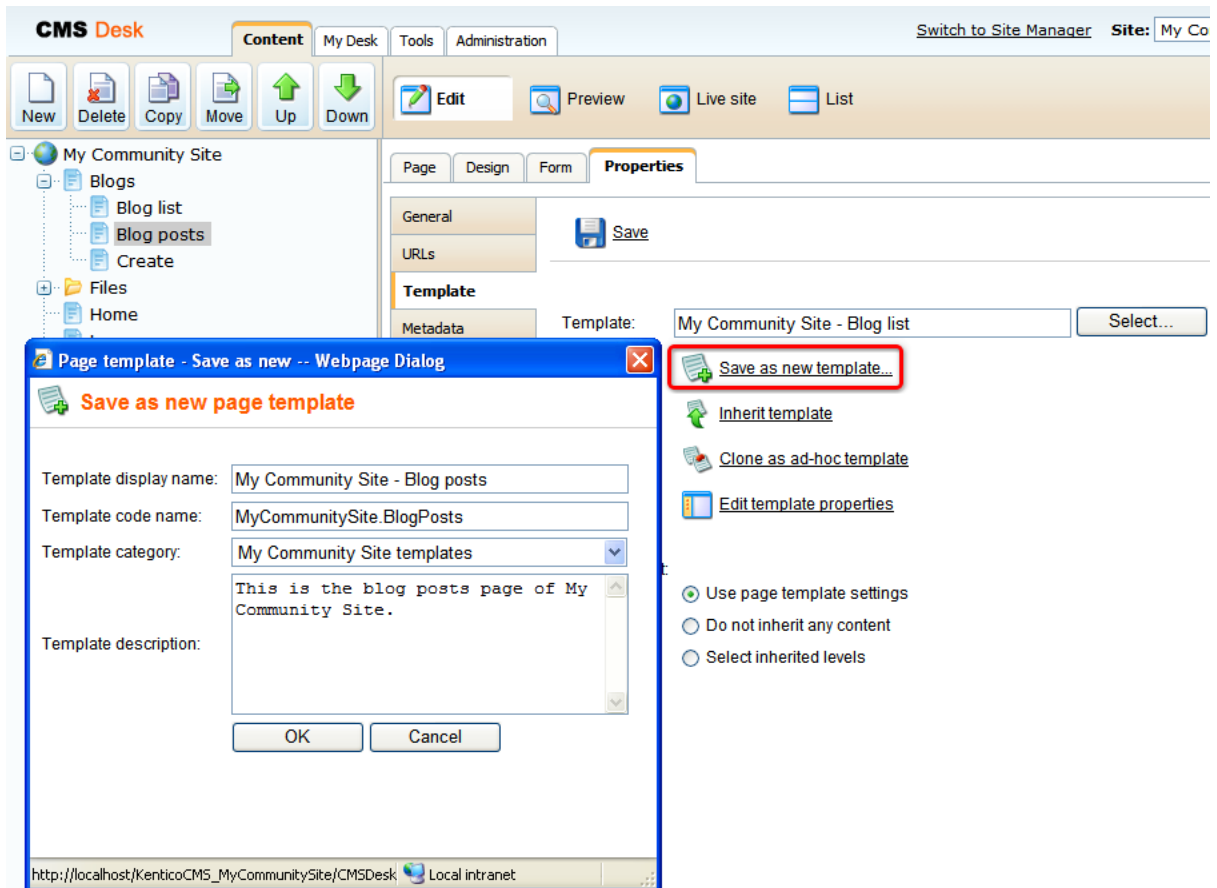 CMS Desk
Content
My Desk
Tools
Administration
Switch to Site Manager
Site: My Co
New
Delete
Copy
Move
Up
Down
Edit
Preview
Live site
List
My Community Site
Blogs
Blog list
Blog posts
Create
Files
Home
Page
Design
Form
Properties
General
URLs
Template
Metadata
Save
Template: My Community Site - Blog list
Select...
Save as new template...
Inherit template
Clone as ad-hoc template
Edit template properties
Use page template settings
Do not inherit any content
Select inherited levels
Page template - Save as new -- Webpage Dialog
Save as new page template
Template display name: My Community Site - Blog posts
Template code name: MyCommunitySite.BlogPosts
Template category: My Community Site templates
Template description:
This is the blog posts page of My
Community Site.
OK
Cancel
http://localhost/KenticoCMS_MyCommunitySite/CMSDesk
Local intranet